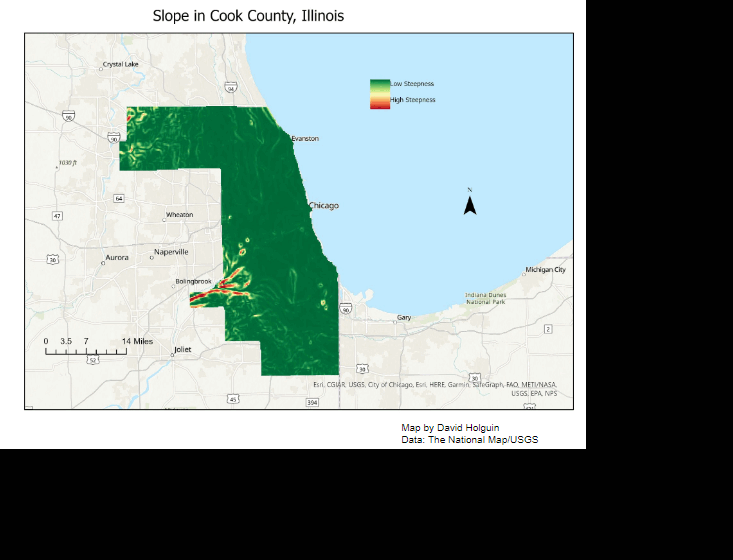 Slope in Cook County, Illinois
Crystal Lake
94
Low Steepness
High Steepness
90
90
Evanston
1030 ft
N
64
Chicago
47
Wheaton
Naperville
30
Aurora
Michigan City
Bolingbrook
Indiana Dunes
National Park
90
Gary
2
0 3.5 7 14 Miles
Joliet
52
30
30
Esri, CGIAR, USGS, City of Chicago, Esri, HERE, Garmin, SafeGraph, FAO, METI/NASA,
USGS, EPA, NPS
45
394
Map by David Holguin
Data: The National Map/USGS